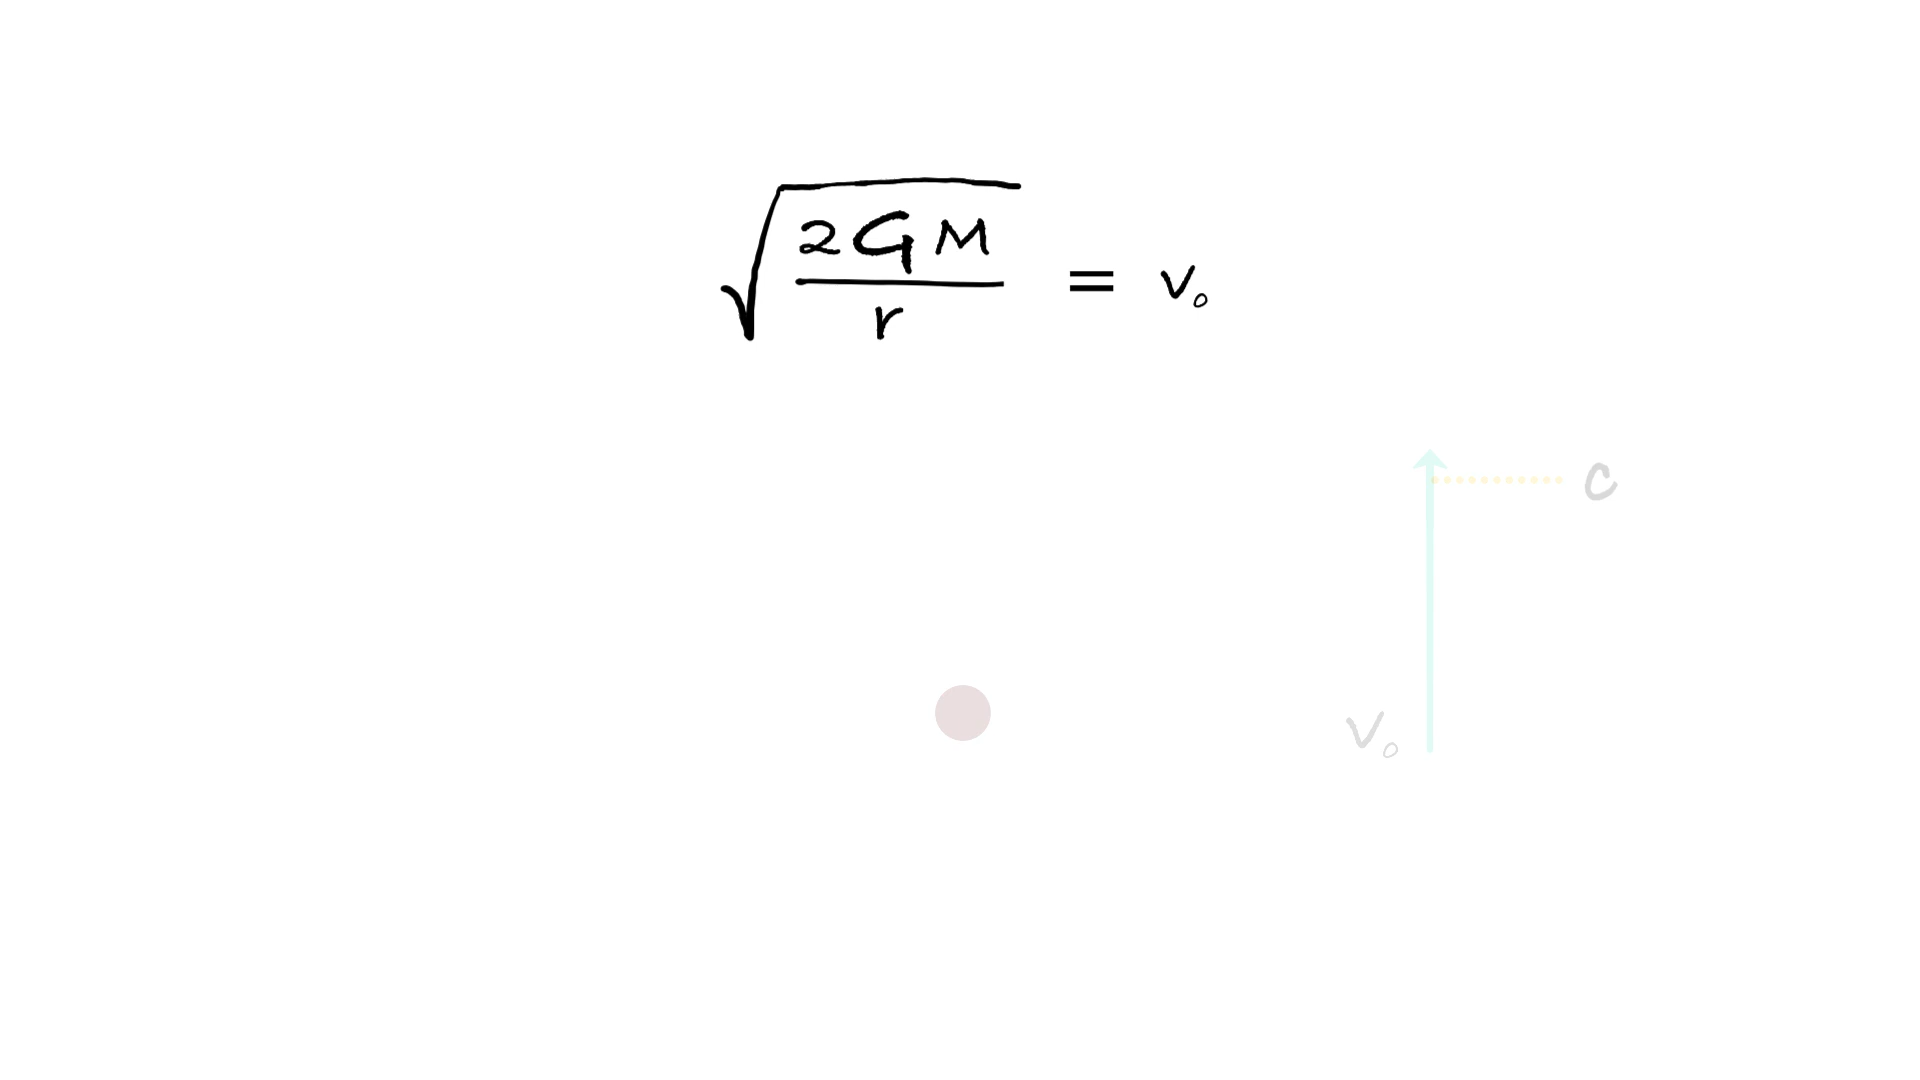 √(2GM/r) = v₀
c
v₀